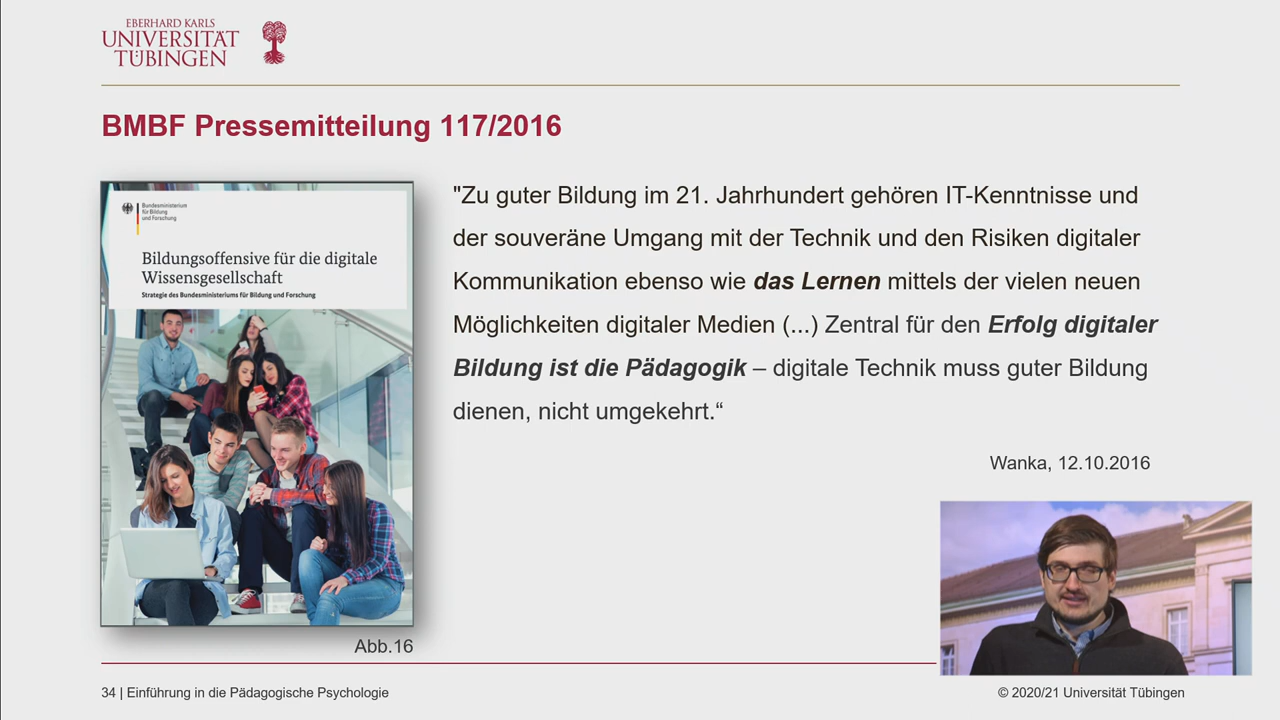 EBERHARD KARLS
UNIVERSITÄT
TÜBINGEN
BMBF Pressemitteilung 117/2016
Bundesministerium
für Bildung
und Forschung
Bildungsoffensive für die digitale
Wissensgesellschaft
Strategie des Bundesministeriums für Bildung und Forschung
"Zu guter Bildung im 21. Jahrhundert gehören IT-Kenntnisse und
der souveräne Umgang mit der Technik und den Risiken digitaler
Kommunikation ebenso wie das Lernen mittels der vielen neuen
Möglichkeiten digitaler Medien (...) Zentral für den Erfolg digitaler
Bildung ist die Pädagogik – digitale Technik muss guter Bildung
dienen, nicht umgekehrt.“
Wanka, 12.10.2016
Abb.16
34 | Einführung in die Pädagogische Psychologie
© 2020/21 Universität Tübingen